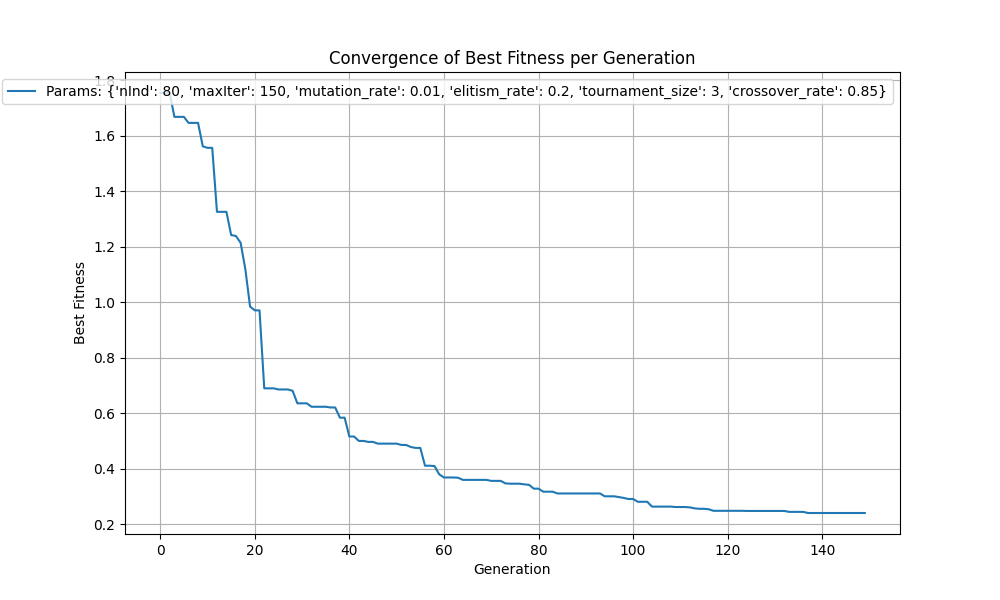 Convergence of Best Fitness per Generation
1.8
Params: {'nInd': 80, 'maxIter': 150, 'mutation_rate': 0.01, 'elitism_rate': 0.2, 'tournament_size': 3, 'crossover_rate': 0.85}
1.6
1.4
1.2
1.0
0.8
0.6
0.4
0.2
Best Fitness
0 20 40 60 80 100 120 140
Generation